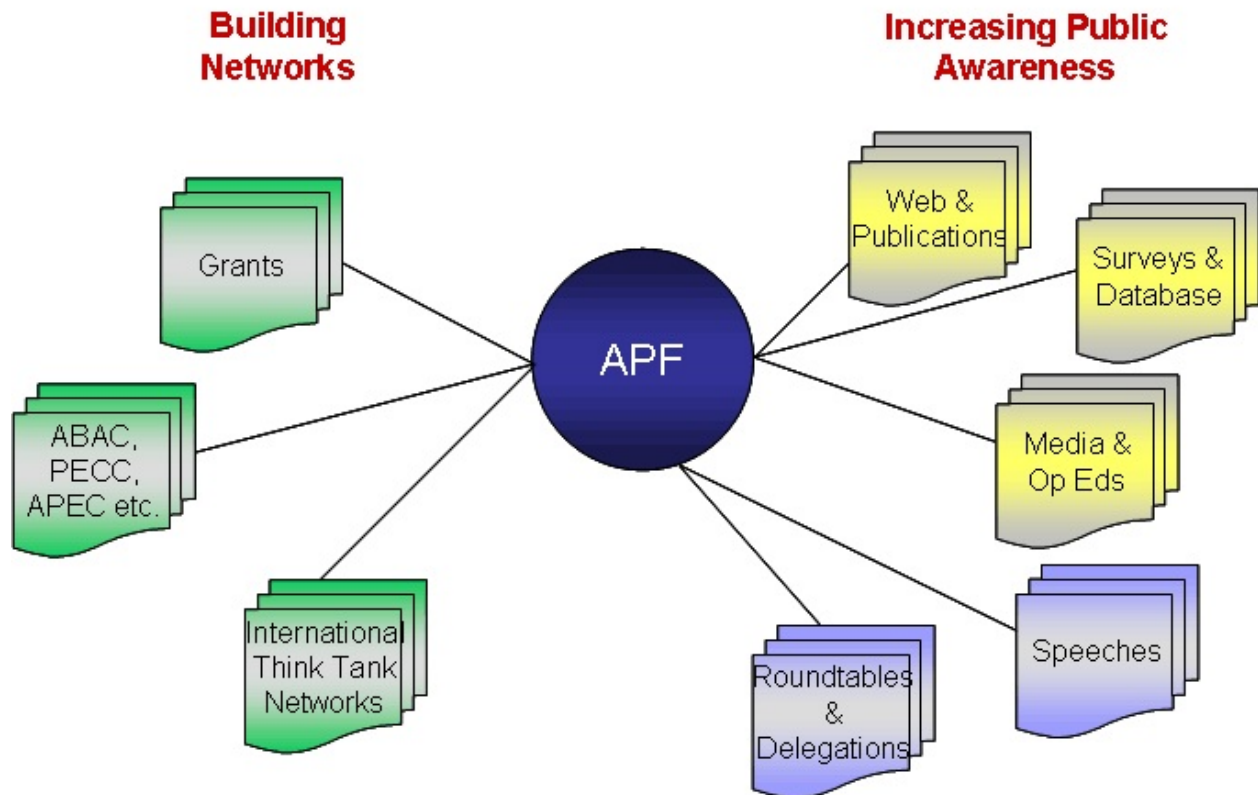 Building
Networks
Increasing Public
Awareness
Grants
ABAC,
PECC,
APEC etc.
International
Think Tank
Networks
APF
Web &
Publications
Surveys &
Database
Media &
Op Eds
Speeches
Roundtables
&
Delegations